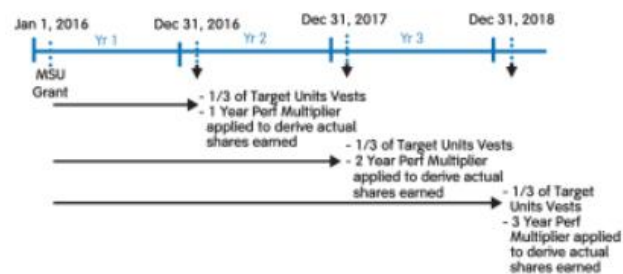 Jan 1, 2016
Dec 31, 2016
Dec 31, 2017
Dec 31, 2018
Yr 1
Yr 2
Yr 3
MSU
Grant
- 1/3 of Target Units Vests
- 1 Year Perf Multiplier
applied to derive actual
shares earned
- 1/3 of Target Units Vests
- 2 Year Perf Multiplier
applied to derive actual
shares earned
- 1/3 of Target
Units Vests
- 3 Year Perf
Multiplier applied
to derive actual
shares earned